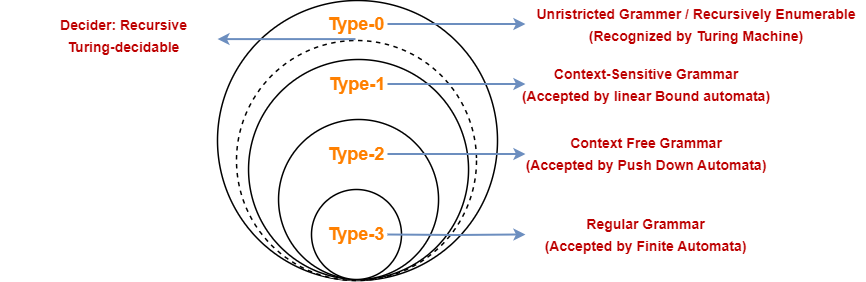 Decider: Recursive
Turing-decidable
Type-0
Unristricted Grammer / Recursively Enumerable
(Recognized by Turing Machine)
Type-1
Context-Sensitive Grammar
(Accepted by linear Bound automata)
Type-2
Context Free Grammar
(Accepted by Push Down Automata)
Type-3
Regular Grammar
(Accepted by Finite Automata)